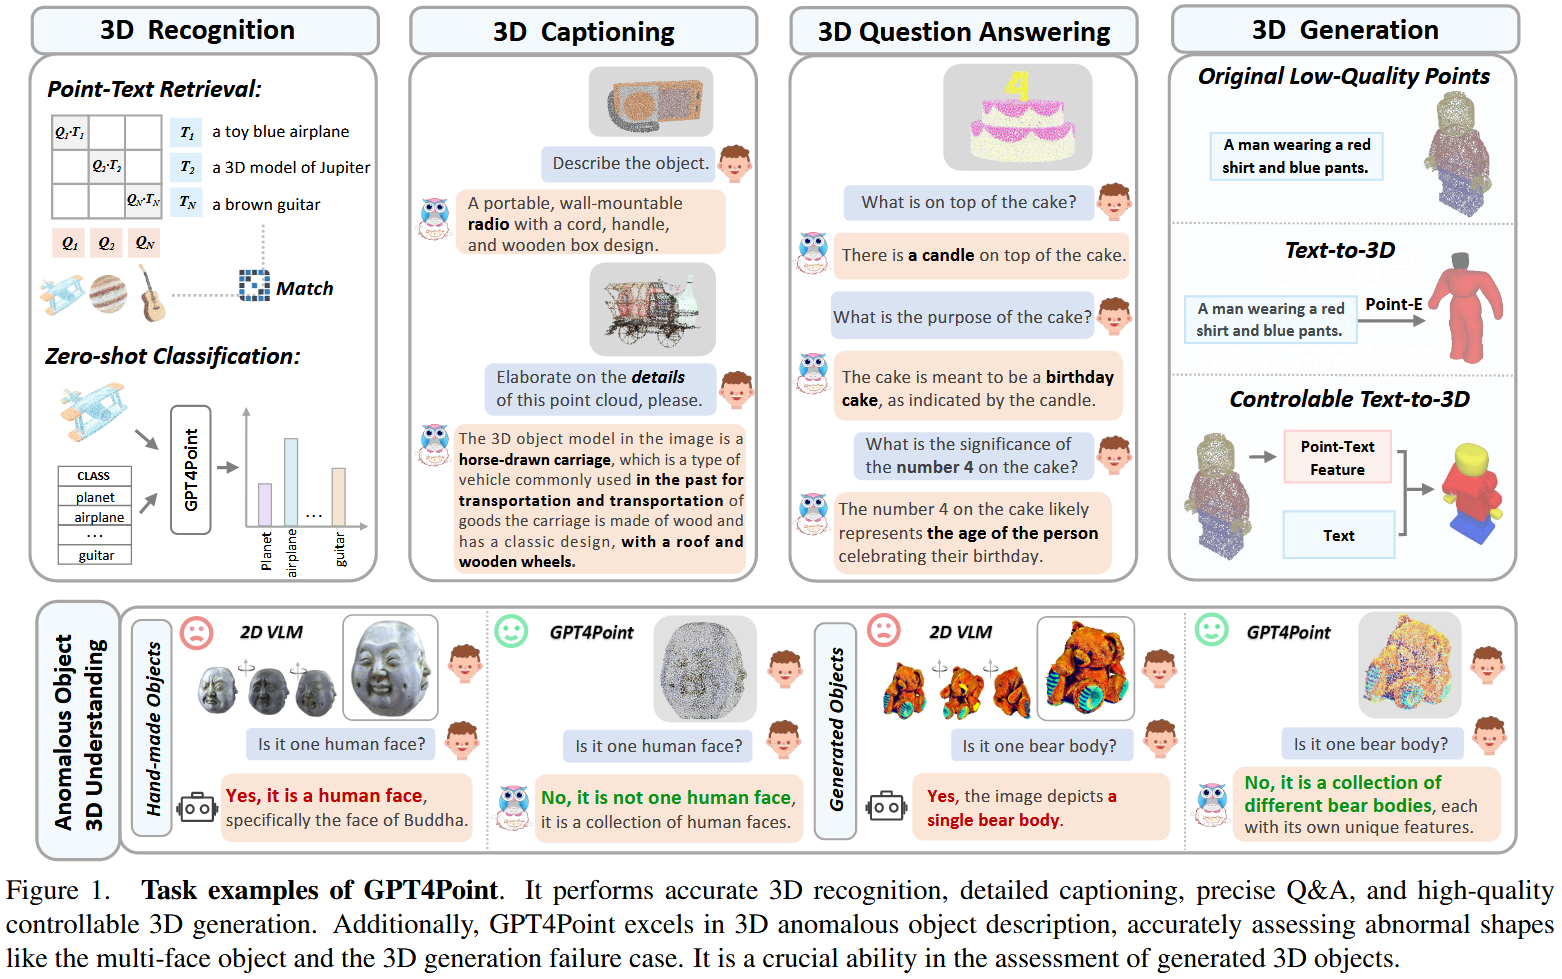 3D Recognition
Point-Text Retrieval:
Q1·T1
Q2·T2
QN·TN
T1 a toy blue airplane
T2 a 3D model of Jupiter
TN a brown guitar
Q1 Q2 QN
Match
Zero-shot Classification:
CLASS
planet
airplane
...
guitar
GPT4Point
...
Planet
airplane
guitar
3D Captioning
Describe the object.
A portable, wall-mountable
radio with a cord, handle,
and wooden box design.
Elaborate on the details
of this point cloud, please.
The 3D object model in the image is a
horse-drawn carriage, which is a type of
vehicle commonly used in the past for
transportation and transportation of
goods the carriage is made of wood and
has a classic design, with a roof and
wooden wheels.
3D Question Answering
4
What is on top of the cake?
There is a candle on top of the cake.
What is the purpose of the cake?
The cake is meant to be a birthday
cake, as indicated by the candle.
What is the significance of
the number 4 on the cake?
The number 4 on the cake likely
represents the age of the person
celebrating their birthday.
3D Generation
Original Low-Quality Points
A man wearing a red
shirt and blue pants.
Text-to-3D
A man wearing a red
shirt and blue pants.
Point-E
Controlable Text-to-3D
Point-Text
Feature
Text
Anomalous Object
3D Understanding
Hand-made Objects
2D VLM
Is it one human face?
Yes, it is a human face,
specifically the face of Buddha.
GPT4Point
Is it one human face?
No, it is not one human face,
it is a collection of human faces.
Generated Objects
2D VLM
Is it one bear body?
Yes, the image depicts a
single bear body.
GPT4Point
Is it one bear body?
No, it is a collection of
different bear bodies, each
with its own unique features.
Figure 1. Task examples of GPT4Point. It performs accurate 3D recognition, detailed captioning, precise Q&A, and high-quality
controllable 3D generation. Additionally, GPT4Point excels in 3D anomalous object description, accurately assessing abnormal shapes
like the multi-face object and the 3D generation failure case. It is a crucial ability in the assessment of generated 3D objects.